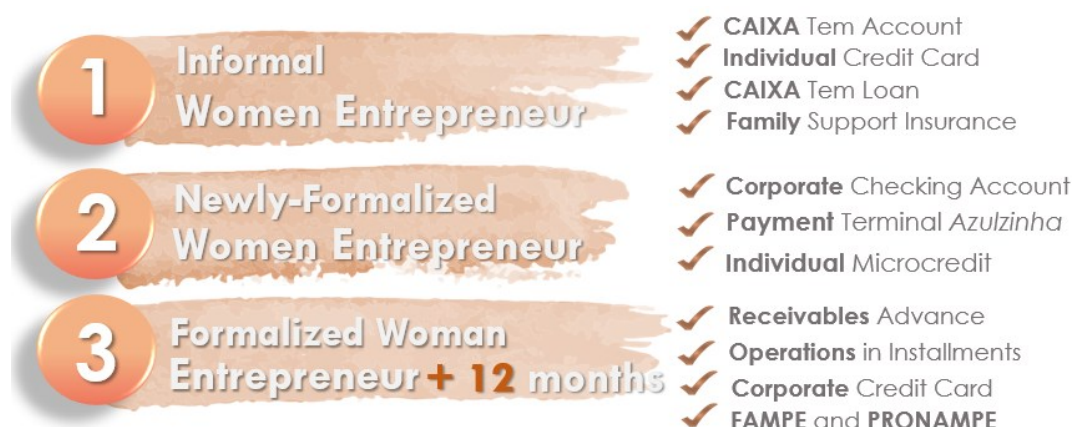 1
Informal
Women Entrepreneur
CAIXA Tem Account
Individual Credit Card
CAIXA Tem Loan
Family Support Insurance
2
Newly-Formalized
Women Entrepreneur
Corporate Checking Account
Payment Terminal Azulzinha
Individual Microcredit
3
Formalized Woman
Entrepreneur + 12 months
Receivables Advance
Operations in Installments
Corporate Credit Card
FAMPE and PRONAMPE